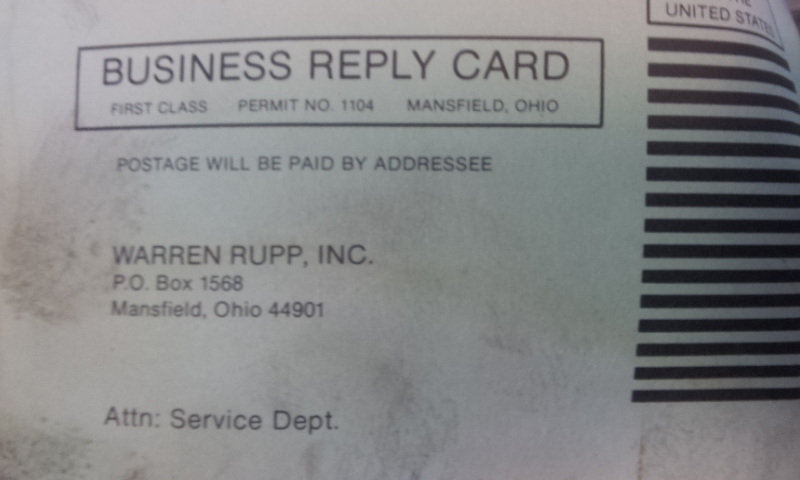 UNITED STATES
BUSINESS REPLY CARD
FIRST CLASS PERMIT NO. 1104 MANSFIELD, OHIO
POSTAGE WILL BE PAID BY ADDRESSEE
WARREN RUPP, INC.
P.O. Box 1568
Mansfield, Ohio 44901
Attn: Service Dept.